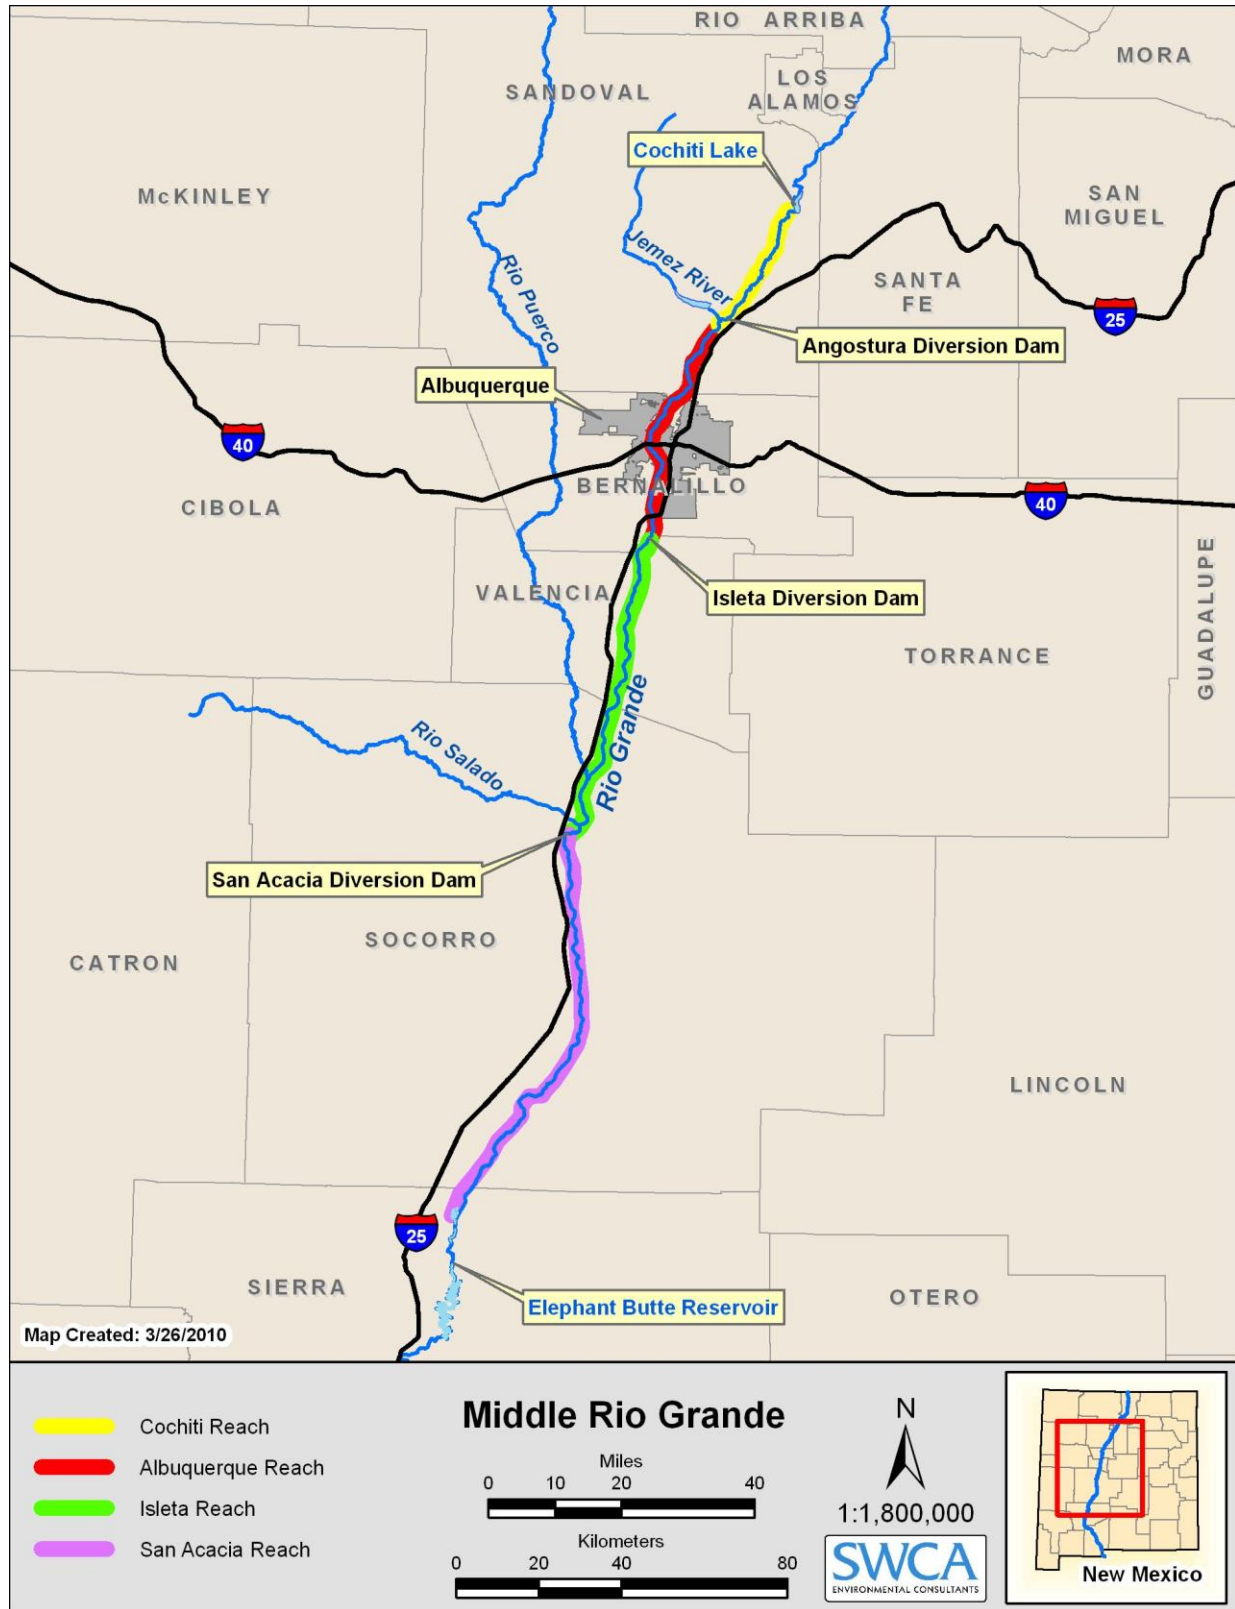 RIO ARRIBA
MORA
LOS
ALAMOS
SANDOVAL
Cochiti Lake
McKINLEY
SAN
MIGUEL
Jemez River
Rio Puerco
SANTA
FE
25
Angostura Diversion Dam
Albuquerque
40
BERNALILLO
40
CIBOLA
VALENCIA
Isleta Diversion Dam
GUADALUPE
TORRANCE
Rio Grande
Rio Salado
San Acacia Diversion Dam
SOCORRO
CATRON
LINCOLN
25
SIERRA
Elephant Butte Reservoir
OTERO
Map Created: 3/26/2010
Cochiti Reach
Albuquerque Reach
Isleta Reach
San Acacia Reach
Middle Rio Grande
Miles
0 10 20 40
Kilometers
0 20 40 80
N
1:1,800,000
SWCA
ENVIRONMENTAL CONSULTANTS
New Mexico